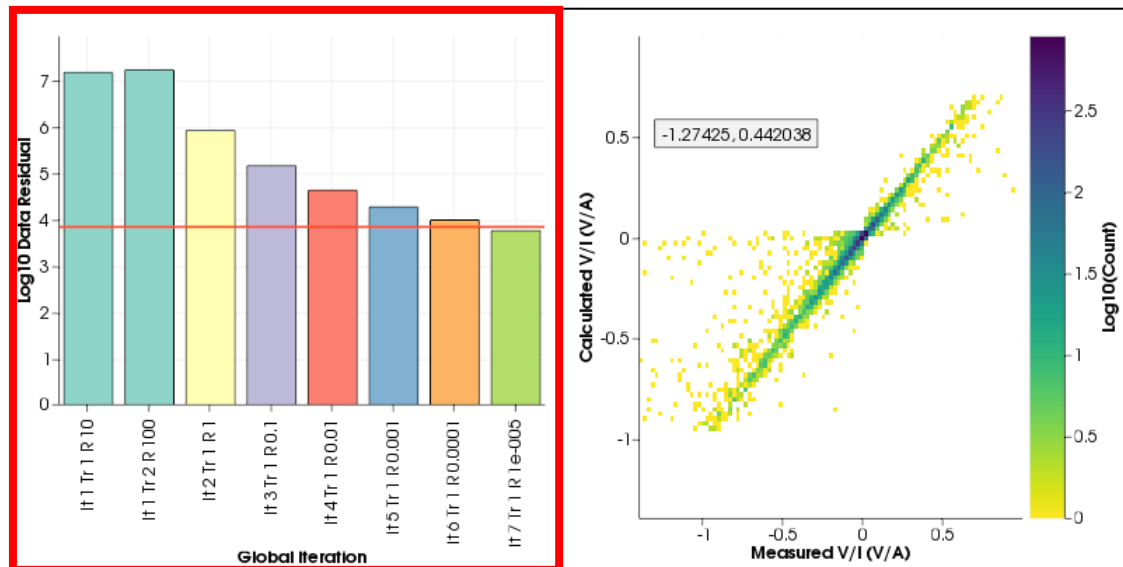 Log10 Data Residual
7
6
5
4
3
2
1
0
It 1 Tr 1 R 10
It 1 Tr 2 R 100
It 2 Tr 1 R 1
It 3 Tr 1 R 0.1
It 4 Tr 1 R 0.01
It 5 Tr 1 R 0.001
It 6 Tr 1 R 0.0001
It 7 Tr 1 R 1e-005
Global Iteration
Calculated V/I (V/A)
0.5
0
-0.5
-1
-1.27425, 0.442038
-1
-0.5
0
0.5
Measured V/I (V/A)
2.5
2
1.5
1
0.5
0
Log10(Count)